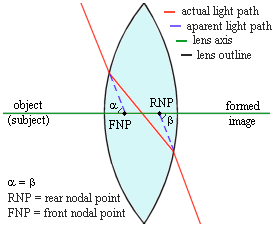 actual light path
aparent light path
lens axis
lens outline
object
(subject)
α
FNP
RNP
β
formed
image
α = β
RNP = rear nodal point
FNP = front nodal point